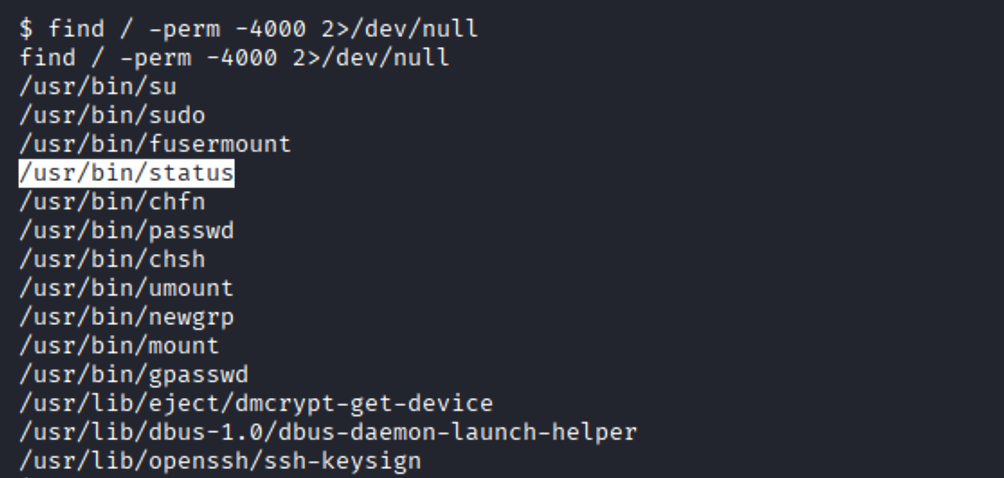 $ find / -perm -4000 2>/dev/null
find / -perm -4000 2>/dev/null
/usr/bin/su
/usr/bin/sudo
/usr/bin/fusermount
/usr/bin/status
/usr/bin/chfn
/usr/bin/passwd
/usr/bin/chsh
/usr/bin/umount
/usr/bin/newgrp
/usr/bin/mount
/usr/bin/gpasswd
/usr/lib/eject/dmcrypt-get-device
/usr/lib/dbus-1.0/dbus-daemon-launch-helper
/usr/lib/openssh/ssh-keysign